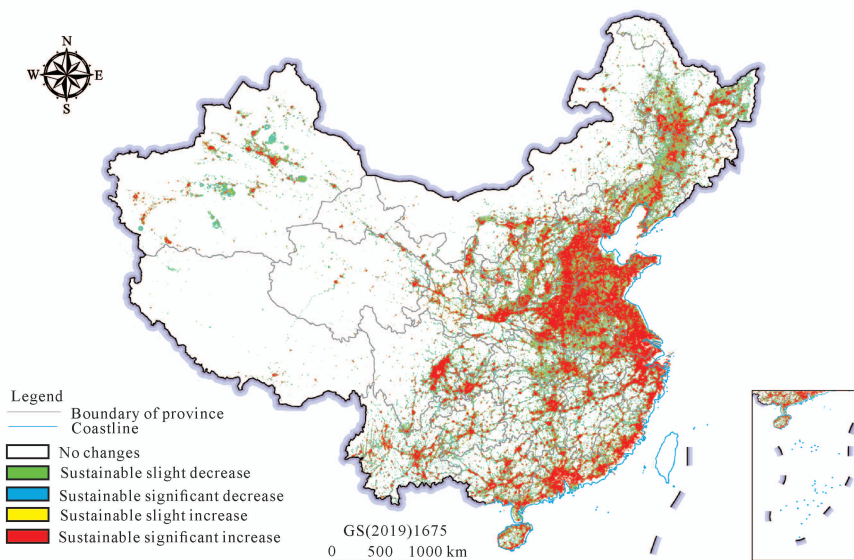 N
W E
S
Legend
Boundary of province
Coastline
No changes
Sustainable slight decrease
Sustainable significant decrease
Sustainable slight increase
Sustainable significant increase
GS(2019)1675
0 500 1000 km